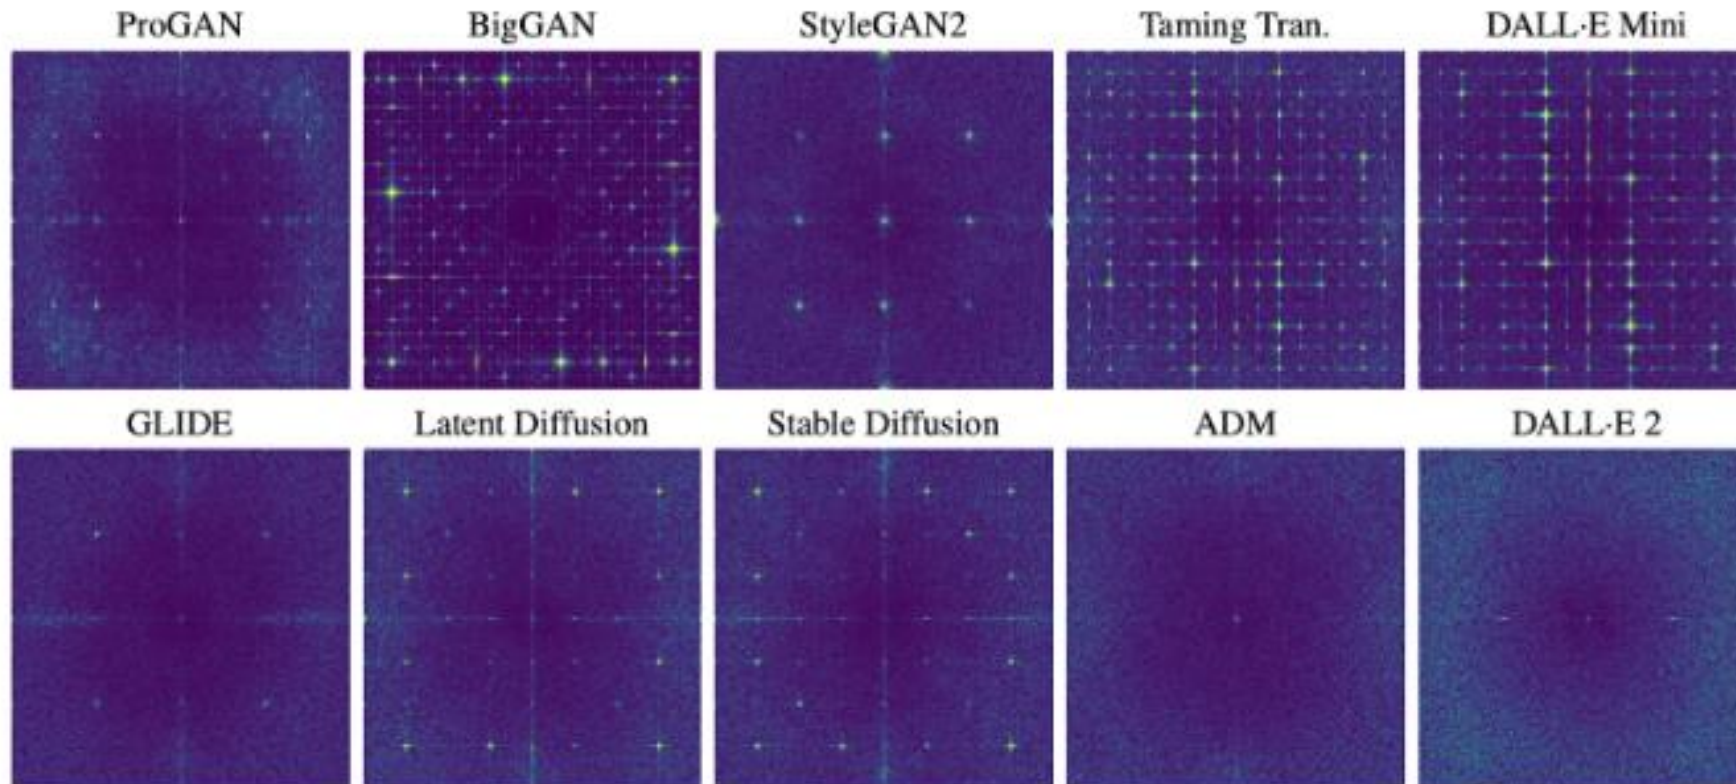 ProGAN BigGAN StyleGAN2 Taming Tran. DALL·E Mini
GLIDE Latent Diffusion Stable Diffusion ADM DALL·E 2